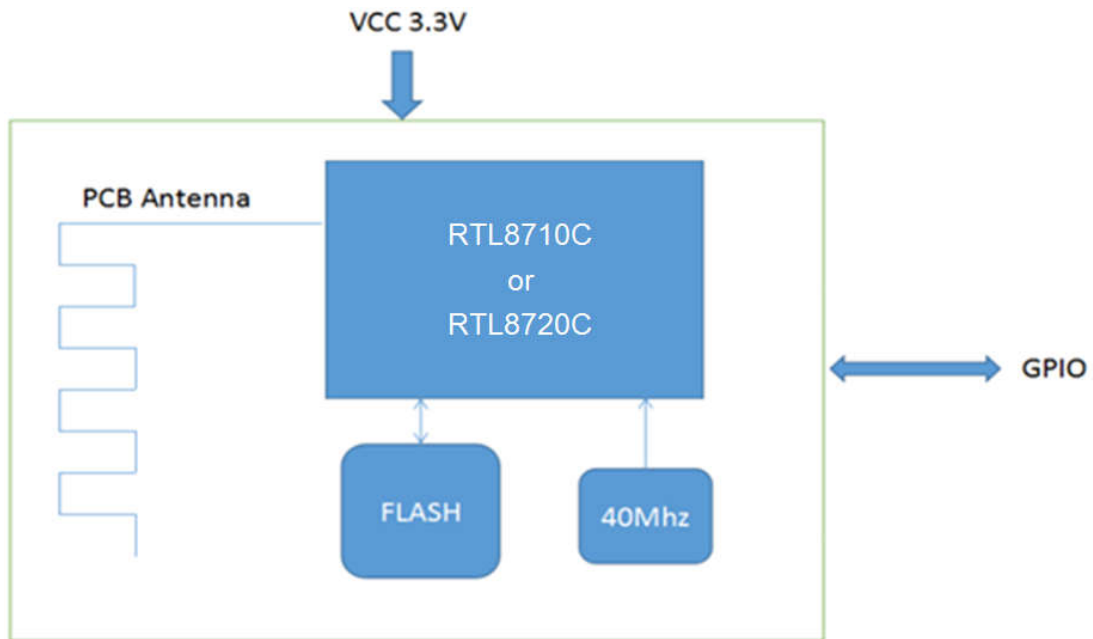 VCC 3.3V
PCB Antenna
RTL8710C
or
RTL8720C
GPIO
FLASH
40Mhz